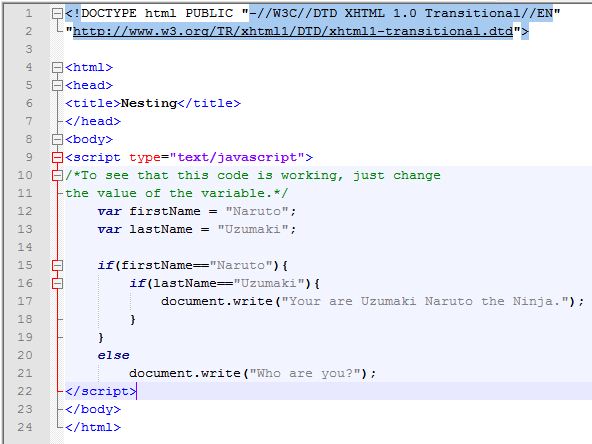 1 <!DOCTYPE html PUBLIC "-//W3C//DTD XHTML 1.0 Transitional//EN"
2 "http://www.w3.org/TR/xhtml1/DTD/xhtml1-transitional.dtd">
3
4 <html>
5 <head>
6 <title>Nesting</title>
7 </head>
8 <body>
9 <script type="text/javascript">
10 /*To see that this code is working, just change
11 the value of the variable.*/
12     var firstName = "Naruto";
13     var lastName = "Uzumaki";
14
15     if(firstName=="Naruto"){
16         if(lastName=="Uzumaki"){
17             document.write("Your are Uzumaki Naruto the Ninja.");
18         }
19     }
20     else
21         document.write("Who are you?");
22 </script>
23 </body>
24 </html>